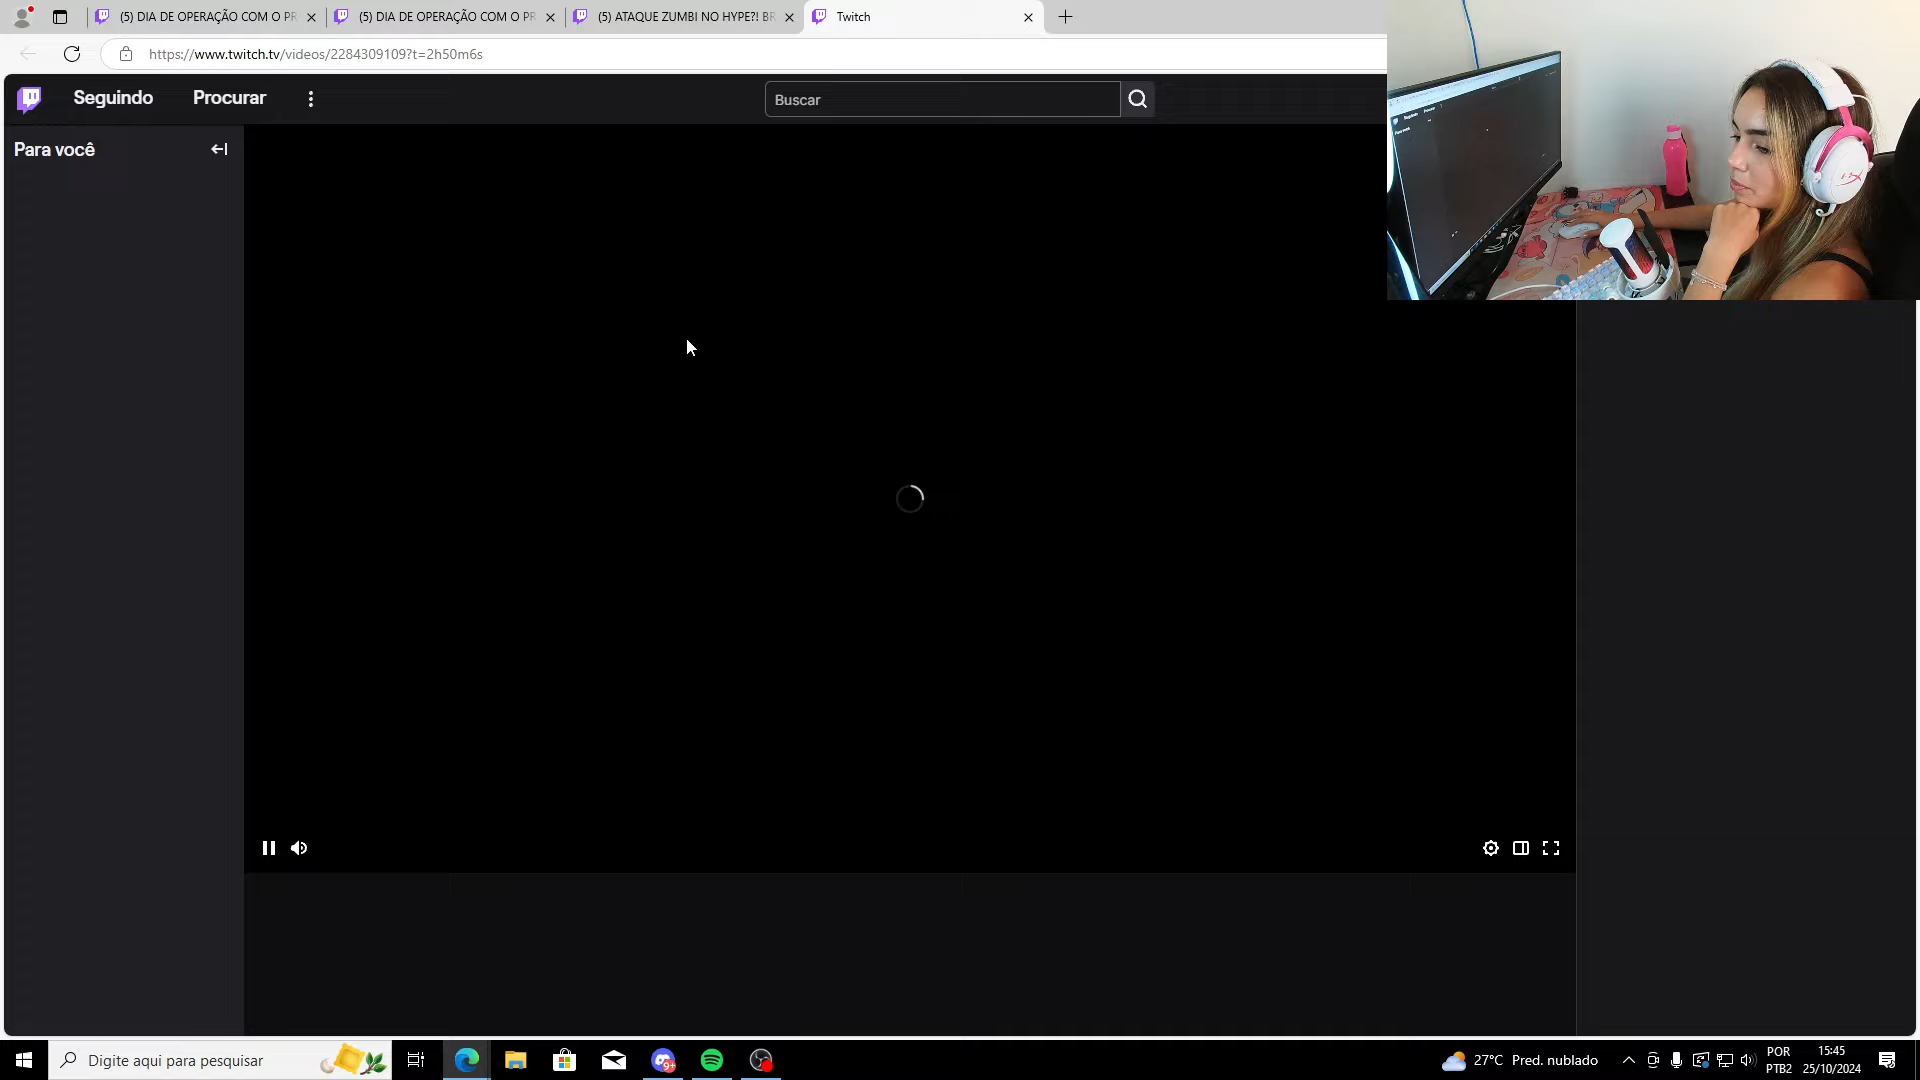 (5) DIA DE OPERAÇÃO COM O PR
(5) DIA DE OPERAÇÃO COM O PR
(5) ATAQUE ZUMBI NO HYPE?! BR
Twitch
https://www.twitch.tv/videos/2284309109?t=2h50m6s
Seguindo
Procurar
Buscar
Para você
Digite aqui para pesquisar
9+
27°C Pred. nublado
POR
PTB2
15:45
25/10/2024